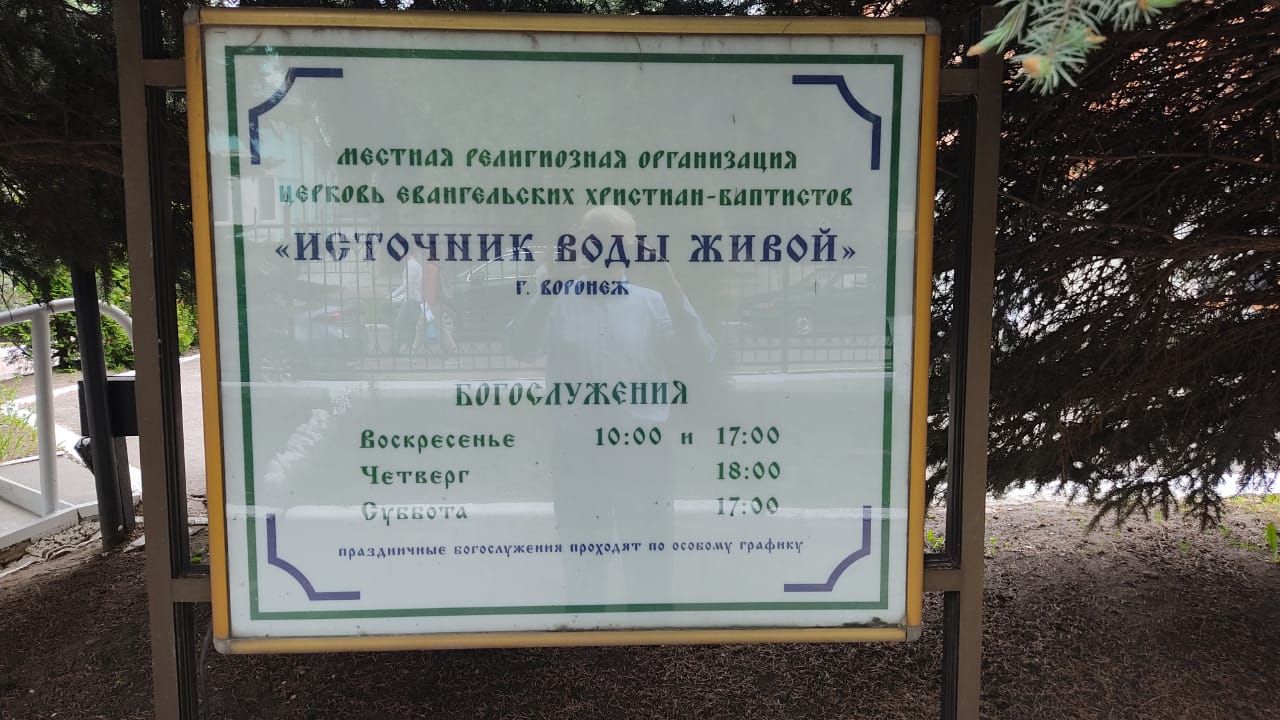 МЕСТНАЯ РЕЛИГИОЗНАЯ ОРГАНИЗАЦИЯ
ЦЕРКОВЬ ЕВАНГЕЛЬСКИХ ХРИСТИАН-БАПТИСТОВ
«ИСТОЧНИК ВОДЫ ЖИВОЙ»
Г. ВОРОНЕЖ
БОГОСЛУЖЕНИЯ
Воскресенье 10:00 и 17:00
Четверг 18:00
Суббота 17:00
праздничные богослужения проходят по особому графику